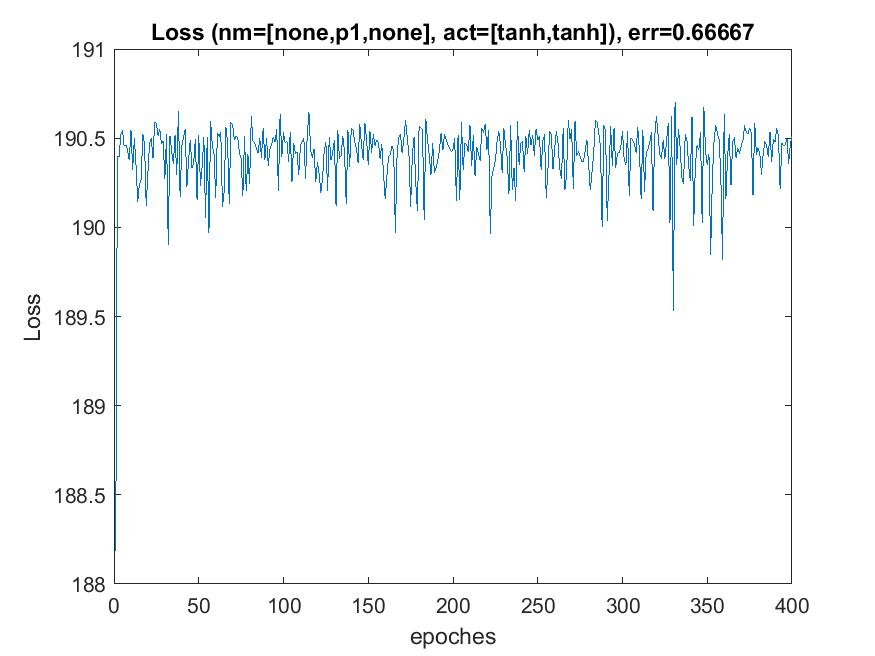 Loss (nm=[none,p1,none], act=[tanh,tanh]), err=0.66667
191
190.5
190
189.5
189
188.5
188
Loss
0 50 100 150 200 250 300 350 400
epoches